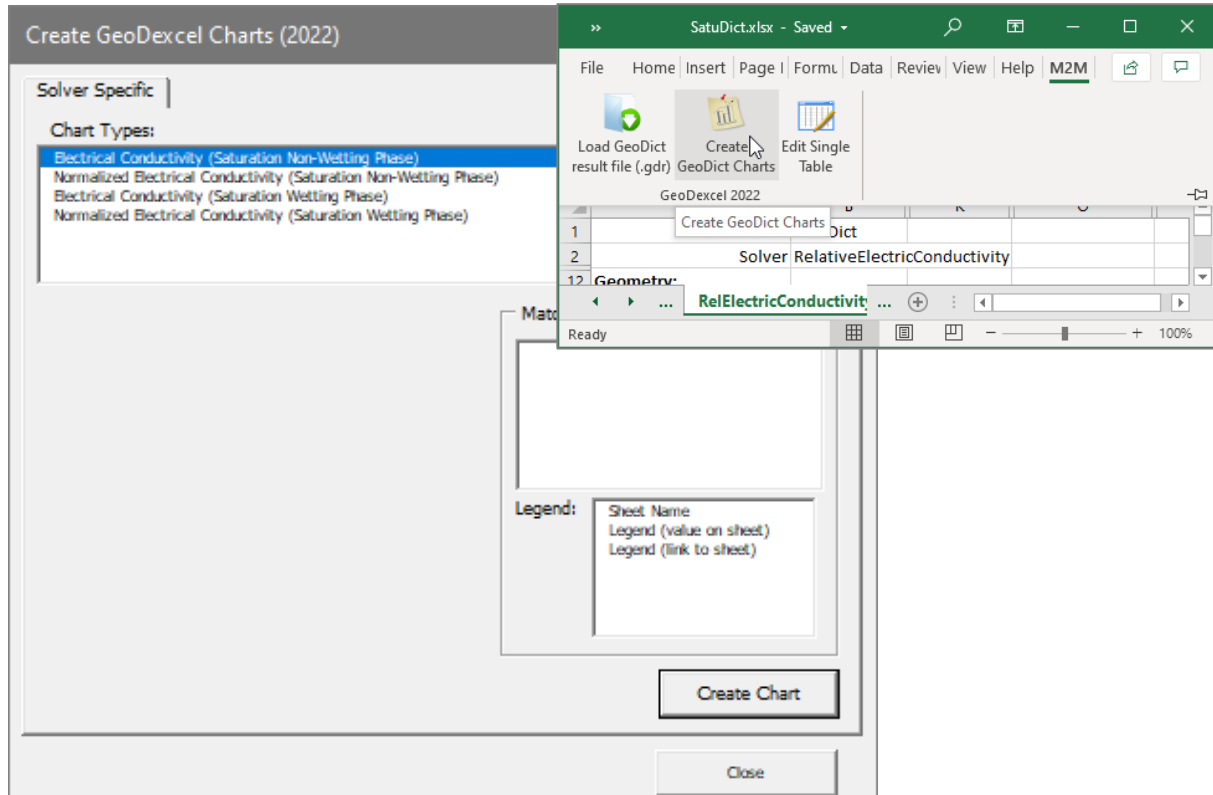 Create GeoDexcel Charts (2022)
Solver Specific
Chart Types:
Electrical Conductivity (Saturation Non-Wetting Phase)
Normalized Electrical Conductivity (Saturation Non-Wetting Phase)
Electrical Conductivity (Saturation Wetting Phase)
Normalized Electrical Conductivity (Saturation Wetting Phase)
Legend:
Sheet Name
Legend (value on sheet)
Legend (link to sheet)
Create Chart
Close
» SatuDict.xlsx - Saved
File Home Insert Page Formu Data Review View Help M2M
Load GeoDict result file (.gdr)
Create GeoDict Charts
Edit Single Table
GeoDexcel 2022
Create GeoDict Charts
1 Dict
2 Solver RelativeElectricConductivity
12 Geometry:
... RelElectricConductivity ...
Ready 100%